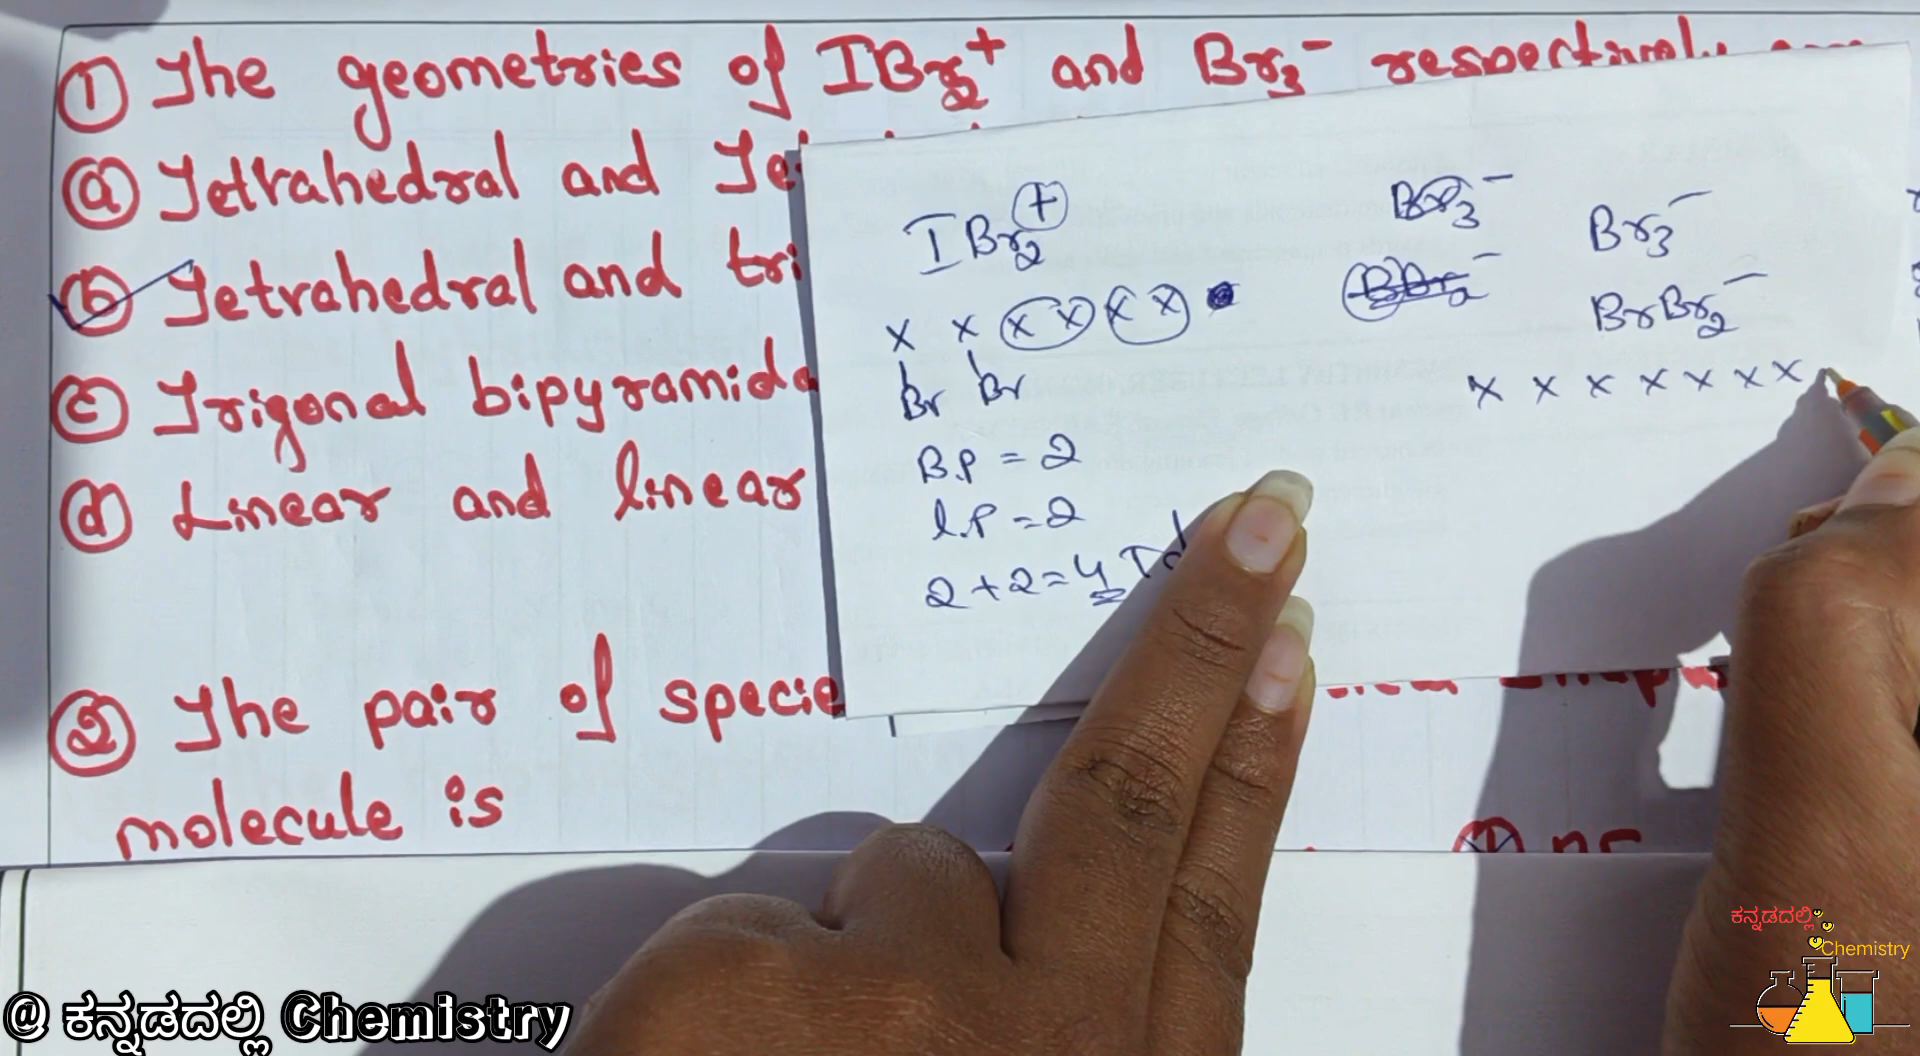 ① The geometries of IBr₂⁺ and Br₃⁻ respectively are
ⓐ Tetrahedral and Te
ⓑ Tetrahedral and tri
ⓒ Trigonal bipyramida
ⓓ Linear and linear
② The pair of specie
molecule is
IBr₂⁺
x x x x x x
Br Br
B.P = 2
l.P = 2
2 + 2 = 4 Td
Br₃⁻
Br₃⁻
BrBr₂⁻
x x x x x x x
ಕನ್ನಡದಲ್ಲಿ
Chemistry
@ ಕನ್ನಡದಲ್ಲಿ Chemistry